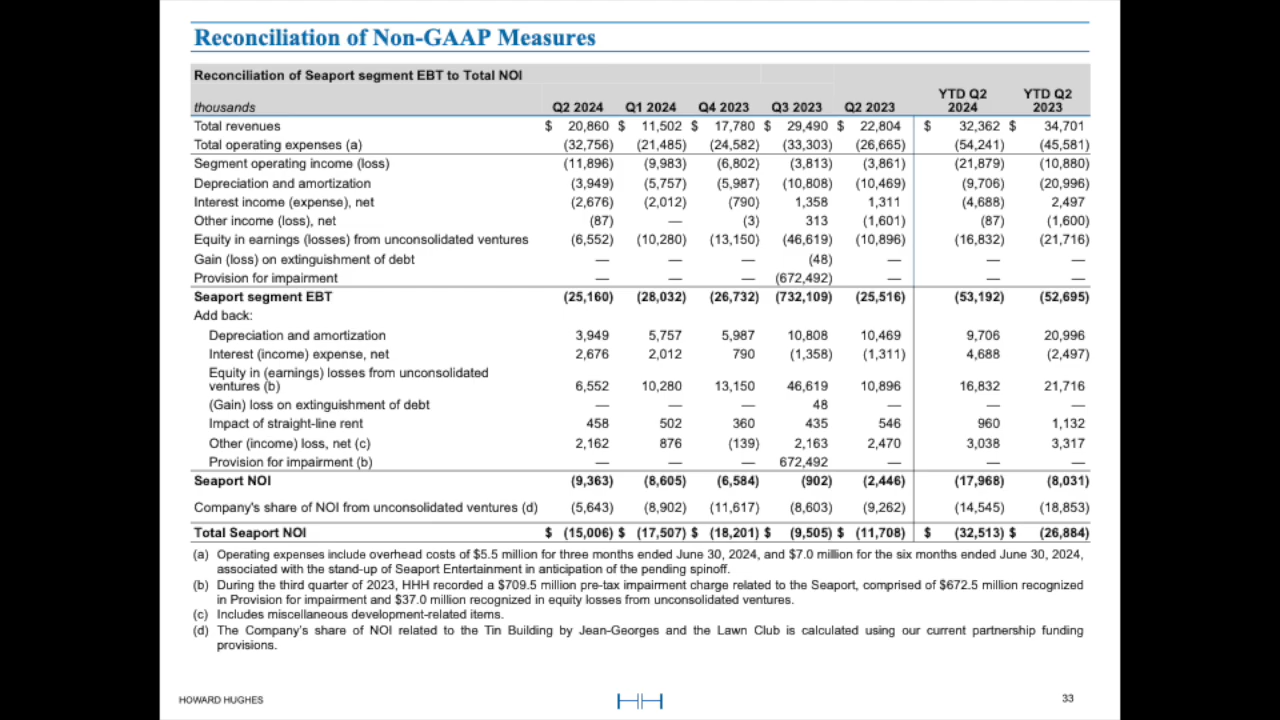 Reconciliation of Non-GAAP Measures
Reconciliation of Seaport segment EBT to Total NOI
thousands Q2 2024 Q1 2024 Q4 2023 Q3 2023 Q2 2023 YTD Q2 2024 YTD Q2 2023
Total revenues $ 20,860 $ 11,502 $ 17,780 $ 29,490 $ 22,804 $ 32,362 $ 34,701
Total operating expenses (a) (32,756) (21,485) (24,582) (33,303) (26,665) (54,241) (45,581)
Segment operating income (loss) (11,896) (9,983) (6,802) (3,813) (3,861) (21,879) (10,880)
Depreciation and amortization (3,949) (5,757) (5,987) (10,808) (10,469) (9,706) (20,996)
Interest income (expense), net (2,676) (2,012) (790) 1,358 1,311 (4,688) 2,497
Other income (loss), net (87) — (3) 313 (1,601) (87) (1,600)
Equity in earnings (losses) from unconsolidated ventures (6,552) (10,280) (13,150) (46,619) (10,896) (16,832) (21,716)
Gain (loss) on extinguishment of debt — — — (48) — — —
Provision for impairment — — — (672,492) — — —
Seaport segment EBT (25,160) (28,032) (26,732) (732,109) (25,516) (53,192) (52,695)
Add back:
Depreciation and amortization 3,949 5,757 5,987 10,808 10,469 9,706 20,996
Interest (income) expense, net 2,676 2,012 790 (1,358) (1,311) 4,688 (2,497)
Equity in (earnings) losses from unconsolidated
ventures (b) 6,552 10,280 13,150 46,619 10,896 16,832 21,716
(Gain) loss on extinguishment of debt — — — 48 — — —
Impact of straight-line rent 458 502 360 435 546 960 1,132
Other (income) loss, net (c) 2,162 876 (139) 2,163 2,470 3,038 3,317
Provision for impairment (b) — — — 672,492 — — —
Seaport NOI (9,363) (8,605) (6,584) (902) (2,446) (17,968) (8,031)
Company's share of NOI from unconsolidated ventures (d) (5,643) (8,902) (11,617) (8,603) (9,262) (14,545) (18,853)
Total Seaport NOI $ (15,006) $ (17,507) $ (18,201) $ (9,505) $ (11,708) $ (32,513) $ (26,884)
(a) Operating expenses include overhead costs of $5.5 million for three months ended June 30, 2024, and $7.0 million for the six months ended June 30, 2024,
associated with the stand-up of Seaport Entertainment in anticipation of the pending spinoff.
(b) During the third quarter of 2023, HHH recorded a $709.5 million pre-tax impairment charge related to the Seaport, comprised of $672.5 million recognized
in Provision for impairment and $37.0 million recognized in equity losses from unconsolidated ventures.
(c) Includes miscellaneous development-related items.
(d) The Company's share of NOI related to the Tin Building by Jean-Georges and the Lawn Club is calculated using our current partnership funding
provisions.
HOWARD HUGHES
33